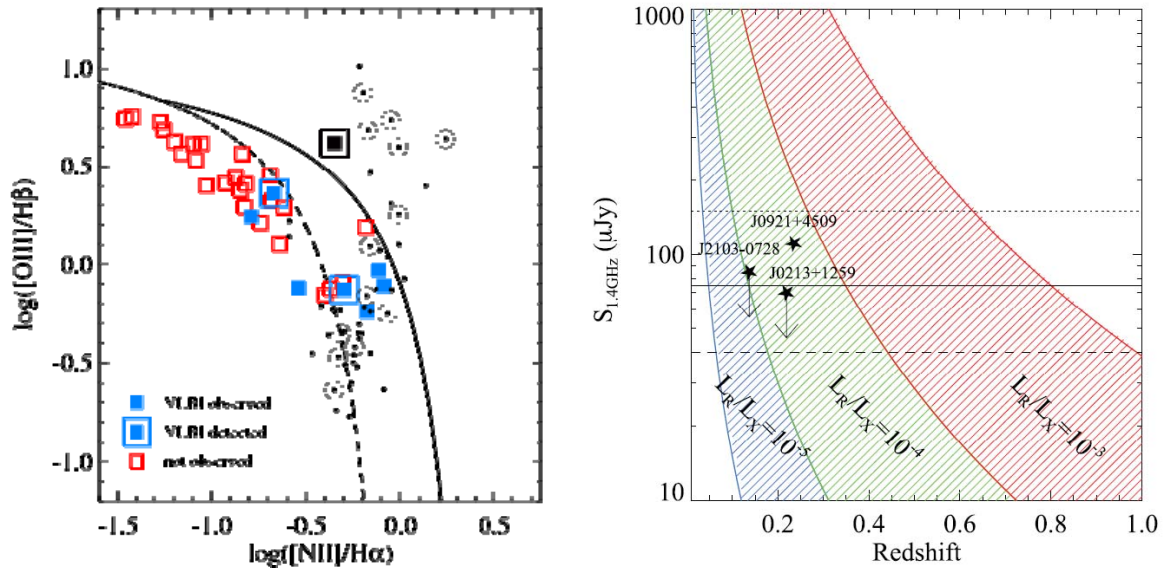 log([OIII]/Hβ)
1.0
0.5
0.0
-0.5
-1.0
VLBI observed
VLBI detected
not observed
-1.5 -1.0 -0.5 0.0 0.5
log([NII]/Hα)
S1.4GHz (μJy)
1000
100
10
J0921+4509
J2103-0728
J0213+1259
LR/LX=10-5
LR/LX=10-4
LR/LX=10-3
0.2 0.4 0.6 0.8 1.0
Redshift